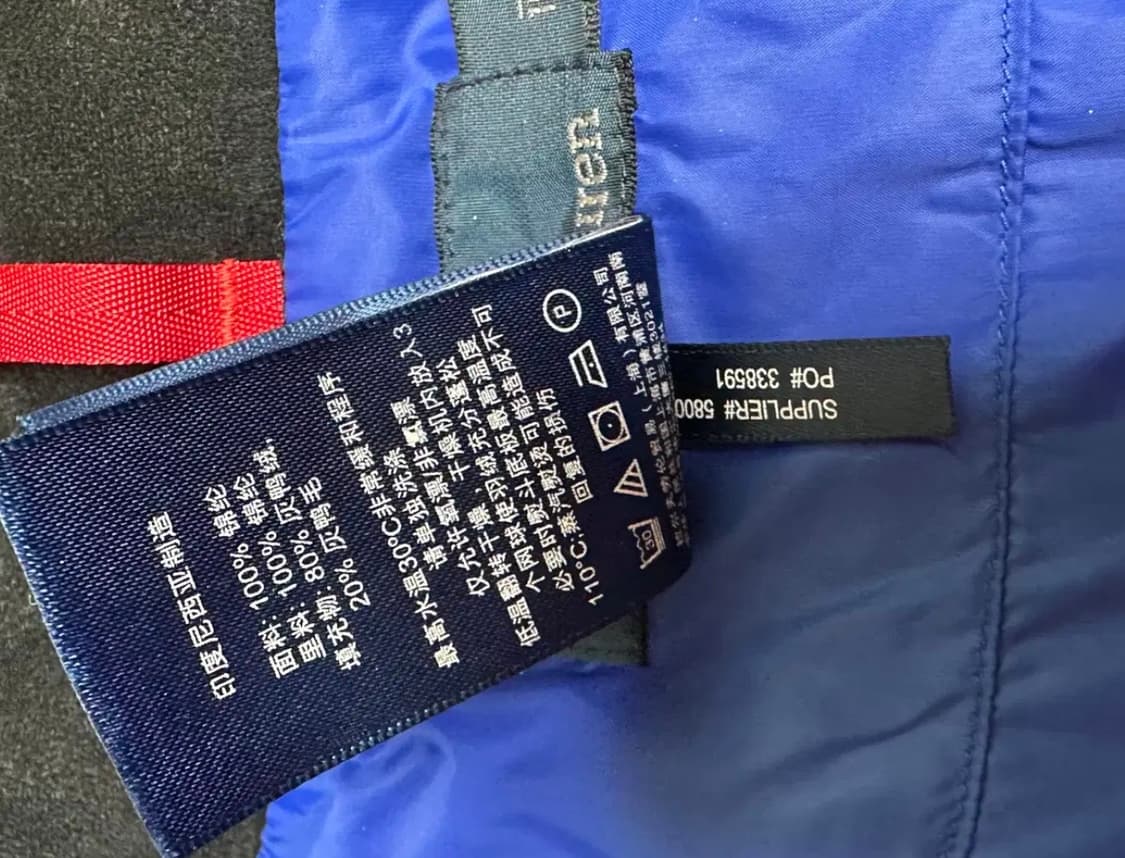 印度尼西亚制造
面料: 100% 锦纶
里料: 100% 锦纶
填充物: 80% 灰鸭绒,
20% 灰鸭毛
最高水温30°C非常缓和程序
请单独洗涤
仅允许氧漂/非氯漂
低温翻转干燥, 干燥机内放入3
个网球使羽绒充分蓬松
必要时熨斗底板最高温度
110°C:蒸汽熨烫可能造成不可
回复的损伤
30
P
SUPPLIER# 5800
PO# 338591